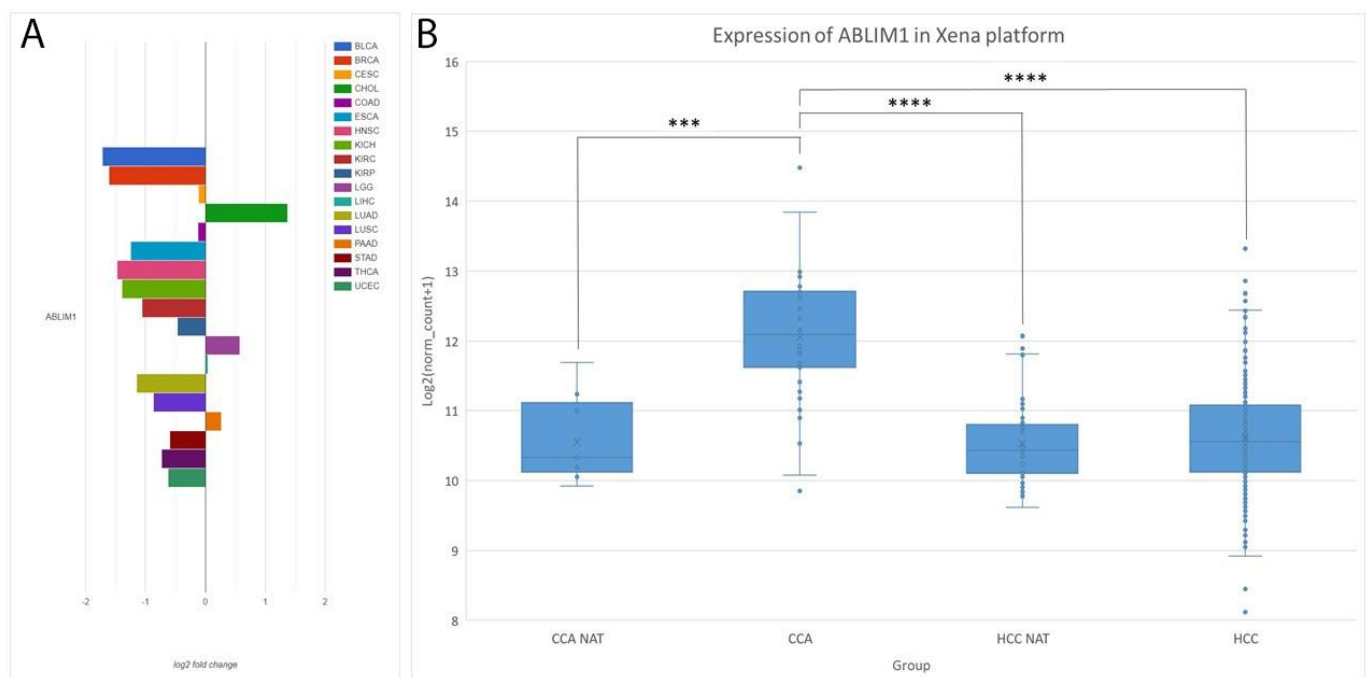 A
BLCA
BRCA
CESC
CHOL
COAD
ESCA
HNSC
KICH
KIRC
KIRP
LGG
LIHC
LUAD
LUSC
PAAD
STAD
THCA
UCEC
ABLIM1
-2 -1 0 1 2
log2 fold change
B
Expression of ABLIM1 in Xena platform
16
15
14
13
12
11
10
9
8
Log2(norm_count+1)
***
****
****
CCA NAT CCA HCC NAT HCC
Group